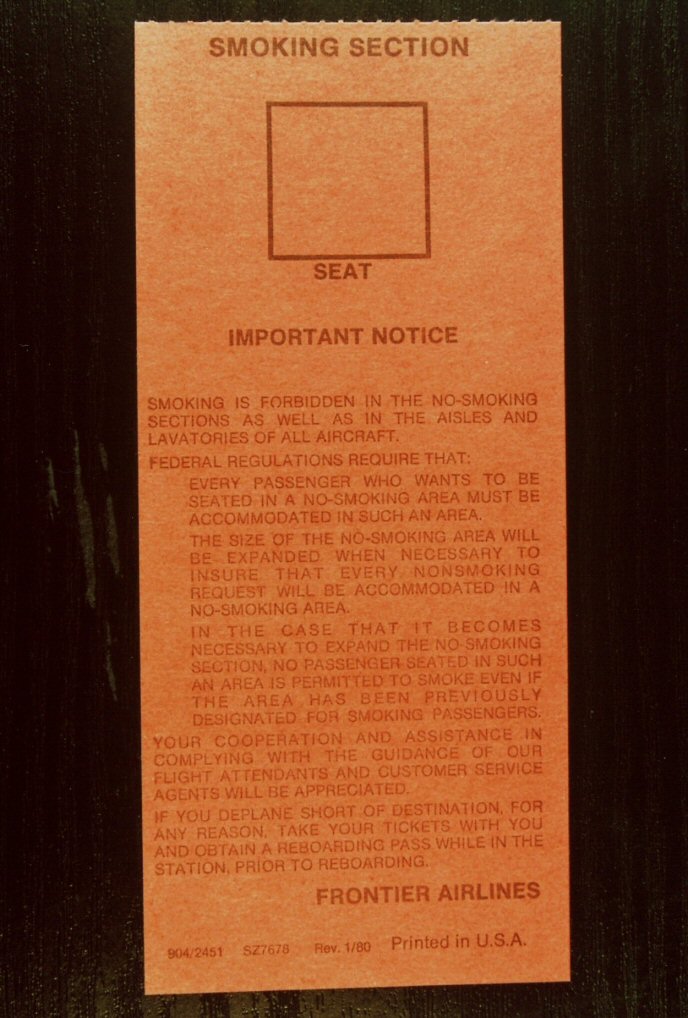 SMOKING SECTION
SEAT
IMPORTANT NOTICE
SMOKING IS FORBIDDEN IN THE NO-SMOKING
SECTIONS AS WELL AS IN THE AISLES AND
LAVATORIES OF ALL AIRCRAFT.
FEDERAL REGULATIONS REQUIRE THAT:
EVERY PASSENGER WHO WANTS TO BE
SEATED IN A NO-SMOKING AREA MUST BE
ACCOMMODATED IN SUCH AN AREA.
THE SIZE OF THE NO-SMOKING AREA WILL
BE EXPANDED WHEN NECESSARY TO
INSURE THAT EVERY NONSMOKING
REQUEST WILL BE ACCOMMODATED IN A
NO-SMOKING AREA.
IN THE CASE THAT IT BECOMES
NECESSARY TO EXPAND THE NO-SMOKING
SECTION, NO PASSENGER SEATED IN SUCH
AN AREA IS PERMITTED TO SMOKE EVEN IF
THE AREA HAS BEEN PREVIOUSLY
DESIGNATED FOR SMOKING PASSENGERS.
YOUR COOPERATION AND ASSISTANCE IN
COMPLYING WITH THE GUIDANCE OF OUR
FLIGHT ATTENDANTS AND CUSTOMER SERVICE
AGENTS WILL BE APPRECIATED.
IF YOU DEPLANE SHORT OF DESTINATION, FOR
ANY REASON, TAKE YOUR TICKETS WITH YOU
AND OBTAIN A REBOARDING PASS WHILE IN THE
STATION, PRIOR TO REBOARDING.
FRONTIER AIRLINES
904/2451 SZ7678 Rev. 1/80 Printed in U.S.A.